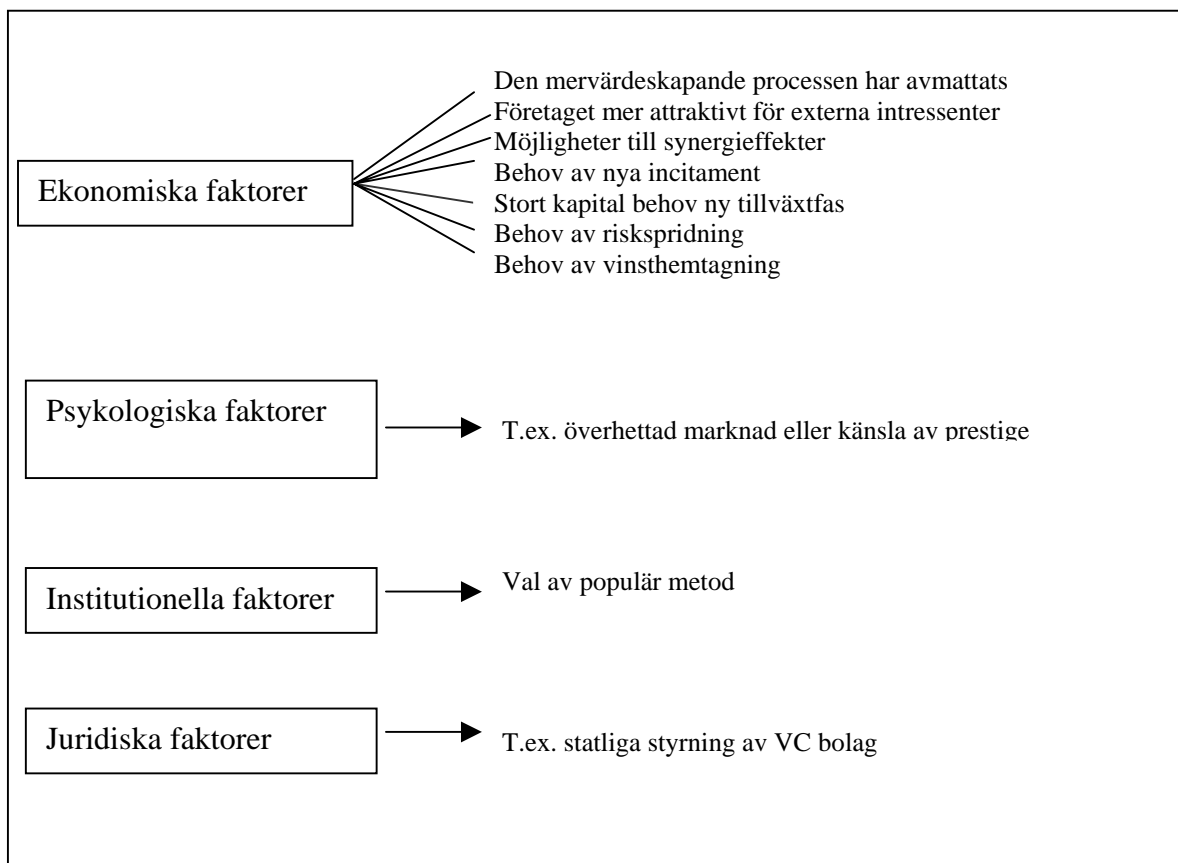 Ekonomiska faktorer
Den mervärdeskapande processen har avmattats
Företaget mer attraktivt för externa intressenter
Möjligheter till synergieffekter
Behov av nya incitament
Stort kapital behov ny tillväxtfas
Behov av riskspridning
Behov av vinsthemtagning
Psykologiska faktorer
T.ex. överhettad marknad eller känsla av prestige
Institutionella faktorer
Val av populär metod
Juridiska faktorer
T.ex. statliga styrning av VC bolag